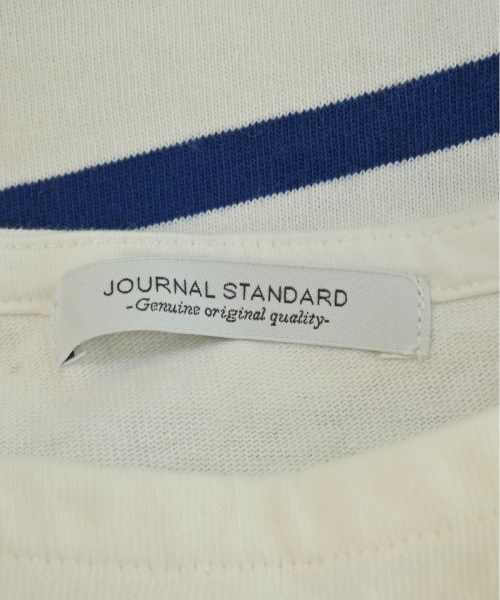 JOURNAL STANDARD
-Genuine original quality-